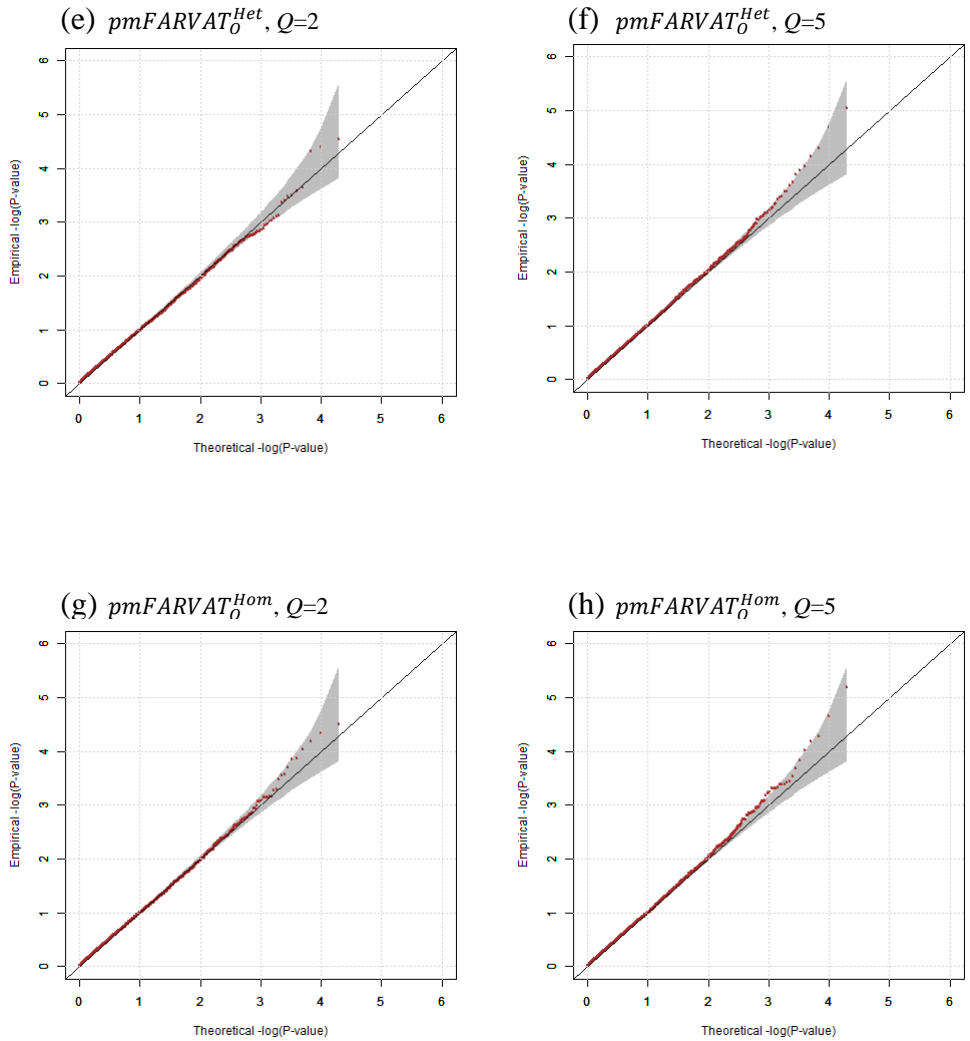 (e) pmFARVAT_O^Het, Q=2
(f) pmFARVAT_O^Het, Q=5
Empirical -log(P-value)
6
5
4
3
2
1
0
0 1 2 3 4 5 6
Theoretical -log(P-value)
Empirical -log(P-value)
6
5
4
3
2
1
0
0 1 2 3 4 5 6
Theoretical -log(P-value)
(g) pmFARVAT_O^Hom, Q=2
(h) pmFARVAT_O^Hom, Q=5
Empirical -log(P-value)
6
5
4
3
2
1
0
0 1 2 3 4 5 6
Theoretical -log(P-value)
Empirical -log(P-value)
6
5
4
3
2
1
0
0 1 2 3 4 5 6
Theoretical -log(P-value)